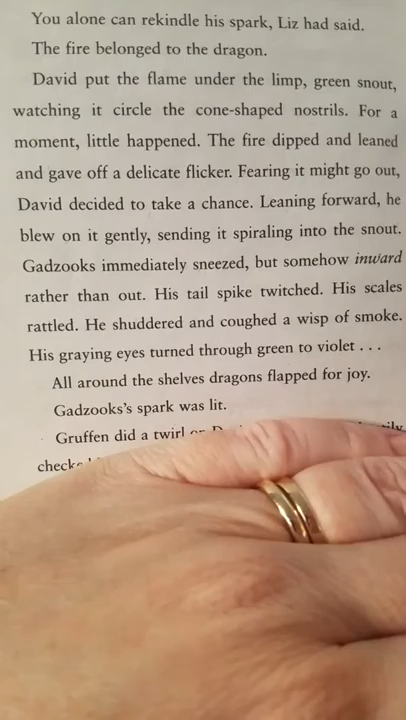 You alone can rekindle his spark, Liz had said.
The fire belonged to the dragon.
David put the flame under the limp, green snout,
watching it circle the cone-shaped nostrils. For a
moment, little happened. The fire dipped and leaned
and gave off a delicate flicker. Fearing it might go out,
David decided to take a chance. Leaning forward, he
blew on it gently, sending it spiraling into the snout.
Gadzooks immediately sneezed, but somehow inward
rather than out. His tail spike twitched. His scales
rattled. He shuddered and coughed a wisp of smoke.
His graying eyes turned through green to violet . . .
All around the shelves dragons flapped for joy.
Gadzooks's spark was lit.
Gruffen did a twirl